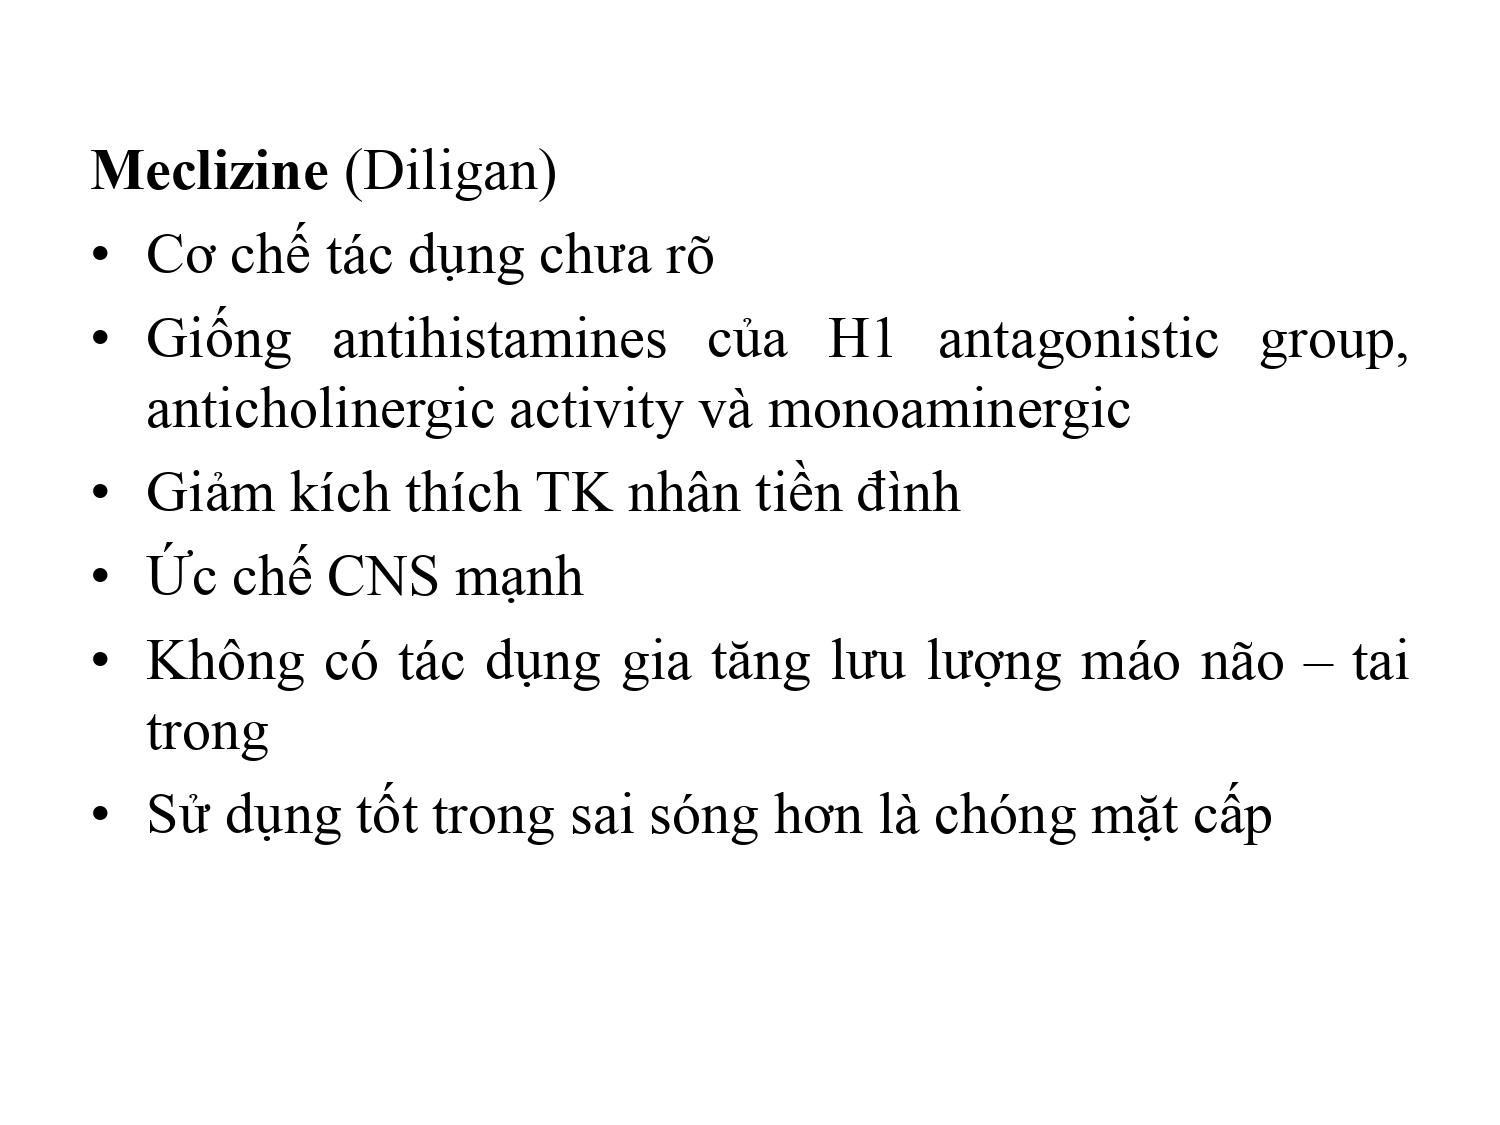 Meclizine (Diligan)
• Cơ chế tác dụng chưa rõ
• Giống antihistamines của H1 antagonistic group,
anticholinergic activity và monoaminergic
• Giảm kích thích TK nhân tiền đình
• Ức chế CNS mạnh
• Không có tác dụng gia tăng lưu lượng máo não – tai
trong
• Sử dụng tốt trong sai sóng hơn là chóng mặt cấp